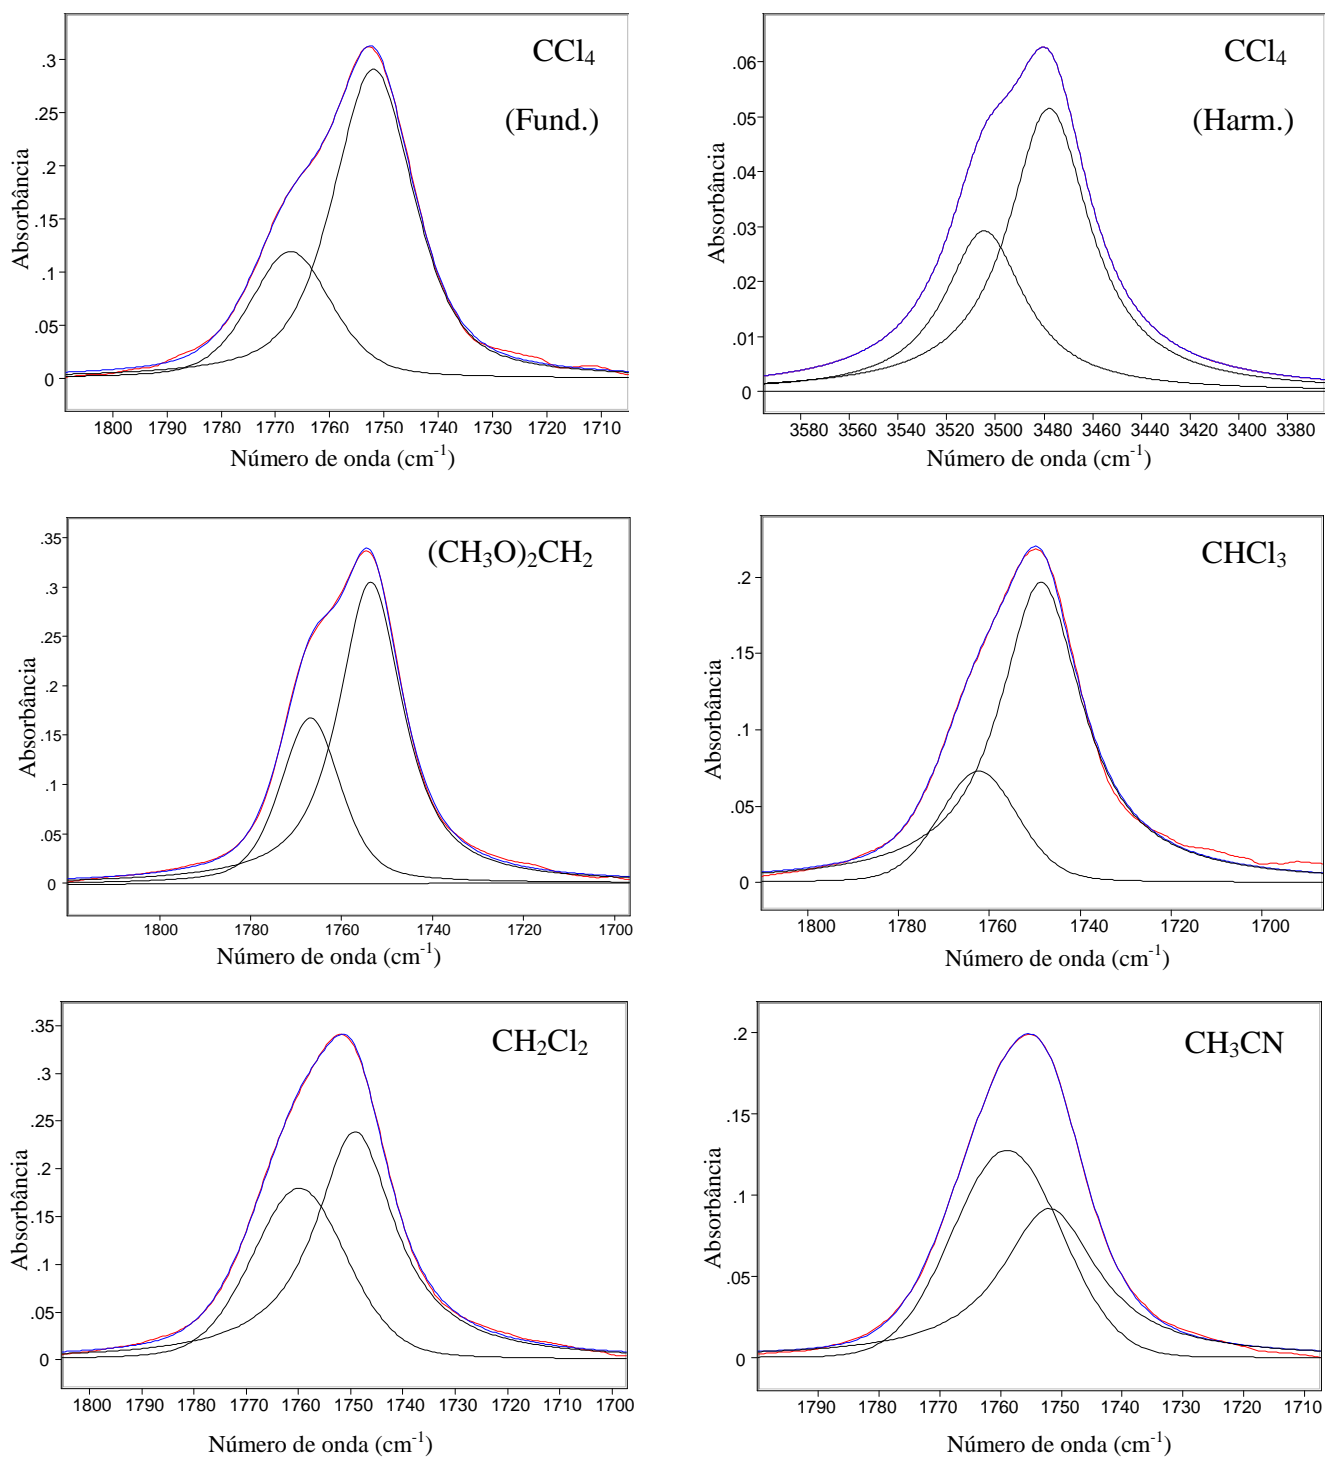 CCl4
(Fund.)
Absorbância
.3
.25
.2
.15
.1
.05
0
1800 1790 1780 1770 1760 1750 1740 1730 1720 1710
Número de onda (cm-1)
CCl4
(Harm.)
Absorbância
.06
.05
.04
.03
.02
.01
0
3580 3560 3540 3520 3500 3480 3460 3440 3420 3400 3380
Número de onda (cm-1)
(CH3O)2CH2
Absorbância
.35
.3
.25
.2
.15
.1
.05
0
1800 1780 1760 1740 1720 1700
Número de onda (cm-1)
CHCl3
Absorbância
.2
.15
.1
.05
0
1800 1780 1760 1740 1720 1700
Número de onda (cm-1)
CH2Cl2
Absorbância
.35
.3
.25
.2
.15
.1
.05
0
1800 1790 1780 1770 1760 1750 1740 1730 1720 1710 1700
Número de onda (cm-1)
CH3CN
Absorbância
.2
.15
.1
.05
0
1790 1780 1770 1760 1750 1740 1730 1720 1710
Número de onda (cm-1)